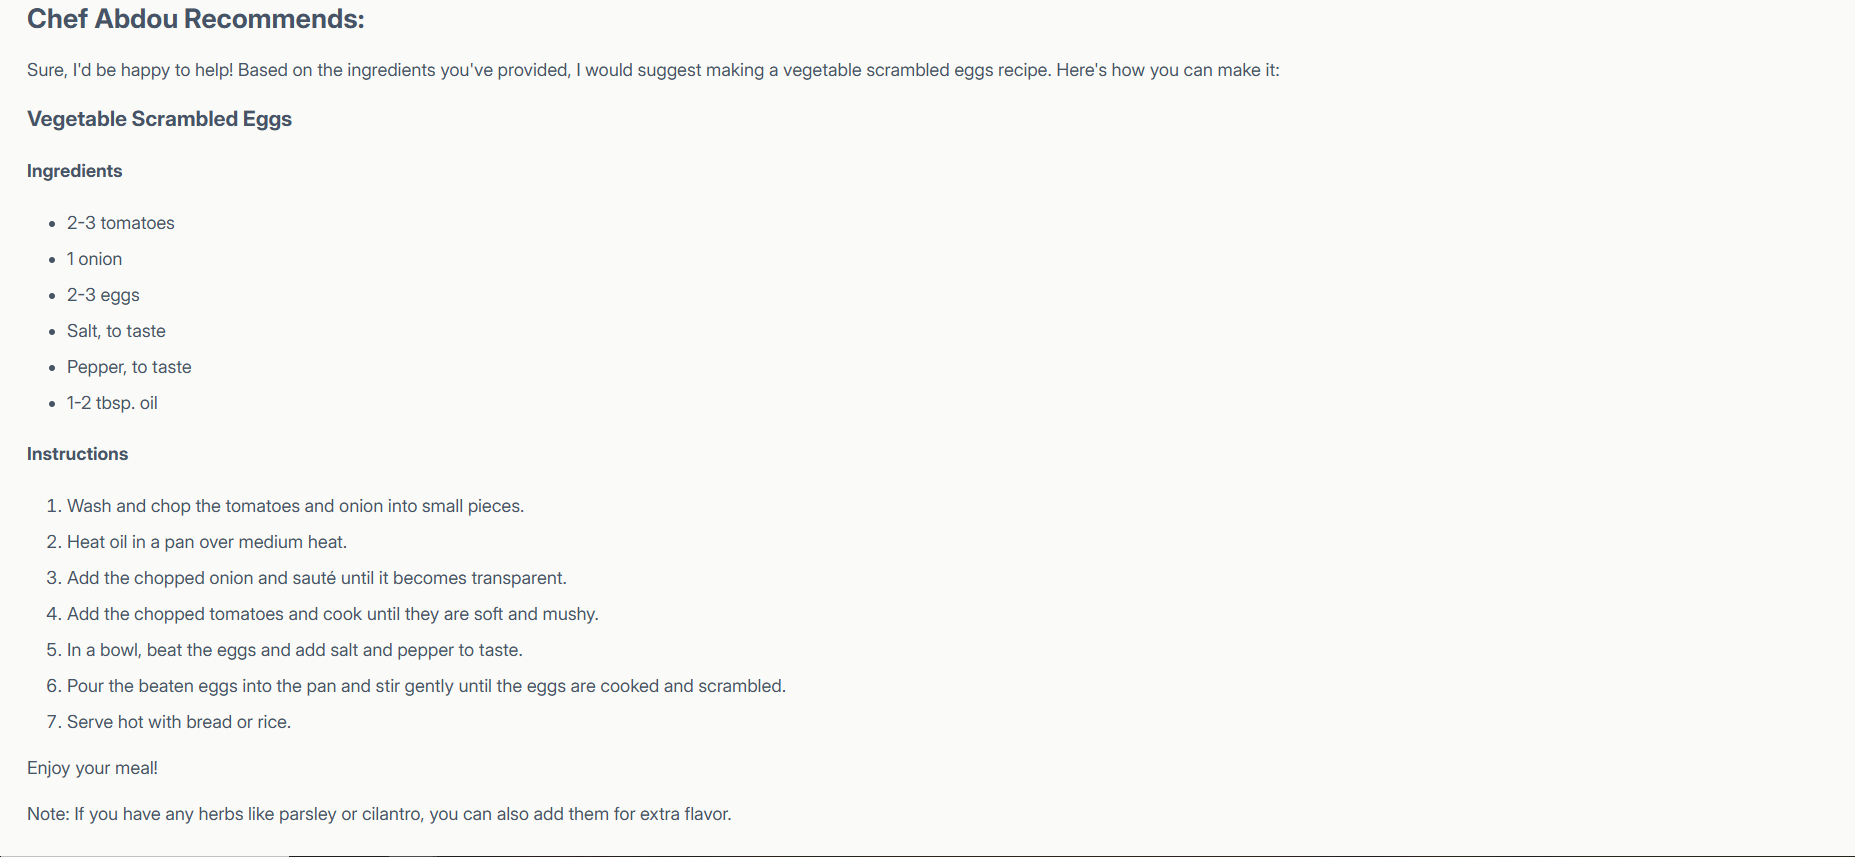 Chef Abdou Recommends:
Sure, I'd be happy to help! Based on the ingredients you've provided, I would suggest making a vegetable scrambled eggs recipe. Here's how you can make it:
Vegetable Scrambled Eggs
Ingredients
• 2-3 tomatoes
• 1 onion
• 2-3 eggs
• Salt, to taste
• Pepper, to taste
• 1-2 tbsp. oil
Instructions
1. Wash and chop the tomatoes and onion into small pieces.
2. Heat oil in a pan over medium heat.
3. Add the chopped onion and sauté until it becomes transparent.
4. Add the chopped tomatoes and cook until they are soft and mushy.
5. In a bowl, beat the eggs and add salt and pepper to taste.
6. Pour the beaten eggs into the pan and stir gently until the eggs are cooked and scrambled.
7. Serve hot with bread or rice.
Enjoy your meal!
Note: If you have any herbs like parsley or cilantro, you can also add them for extra flavor.